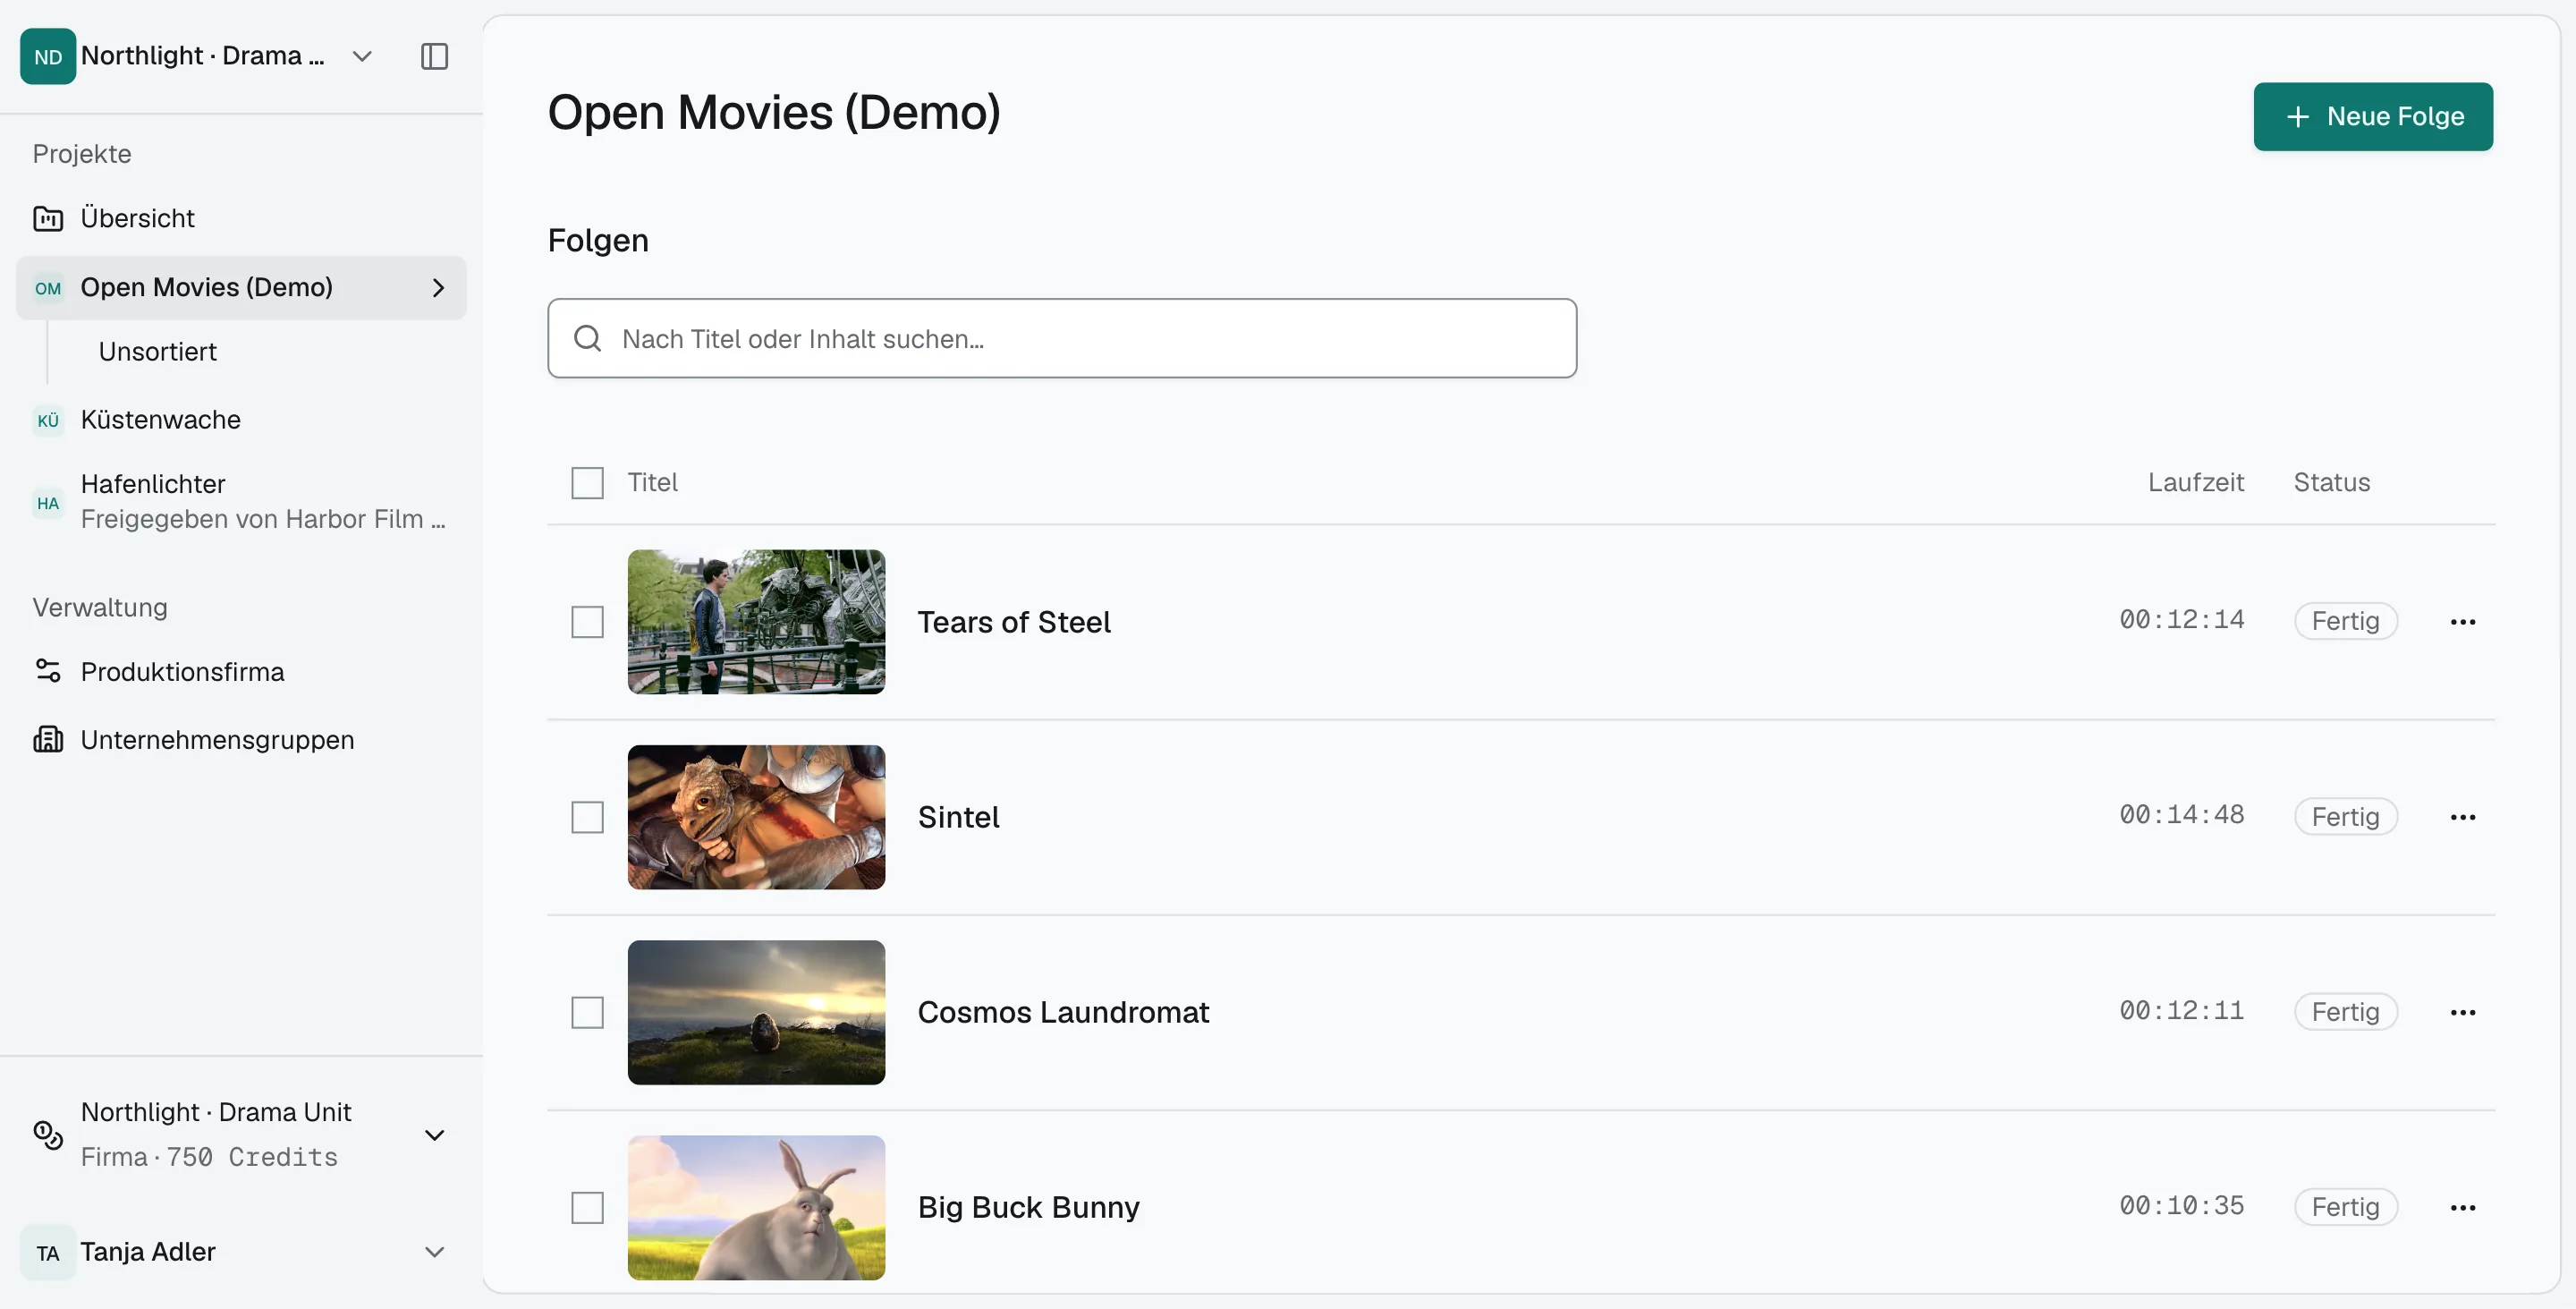 ND Northlight · Drama ...
Projekte
Übersicht
OM Open Movies (Demo)
Unsortiert
KÜ Küstenwache
HA Hafenlichter
Freigegeben von Harbor Film ...
Verwaltung
Produktionsfirma
Unternehmensgruppen
Northlight · Drama Unit
Firma · 750 Credits
TA Tanja Adler
Open Movies (Demo)
Neue Folge
Folgen
Nach Titel oder Inhalt suchen...
Titel Laufzeit Status
Tears of Steel 00:12:14 Fertig
Sintel 00:14:48 Fertig
Cosmos Laundromat 00:12:11 Fertig
Big Buck Bunny 00:10:35 Fertig